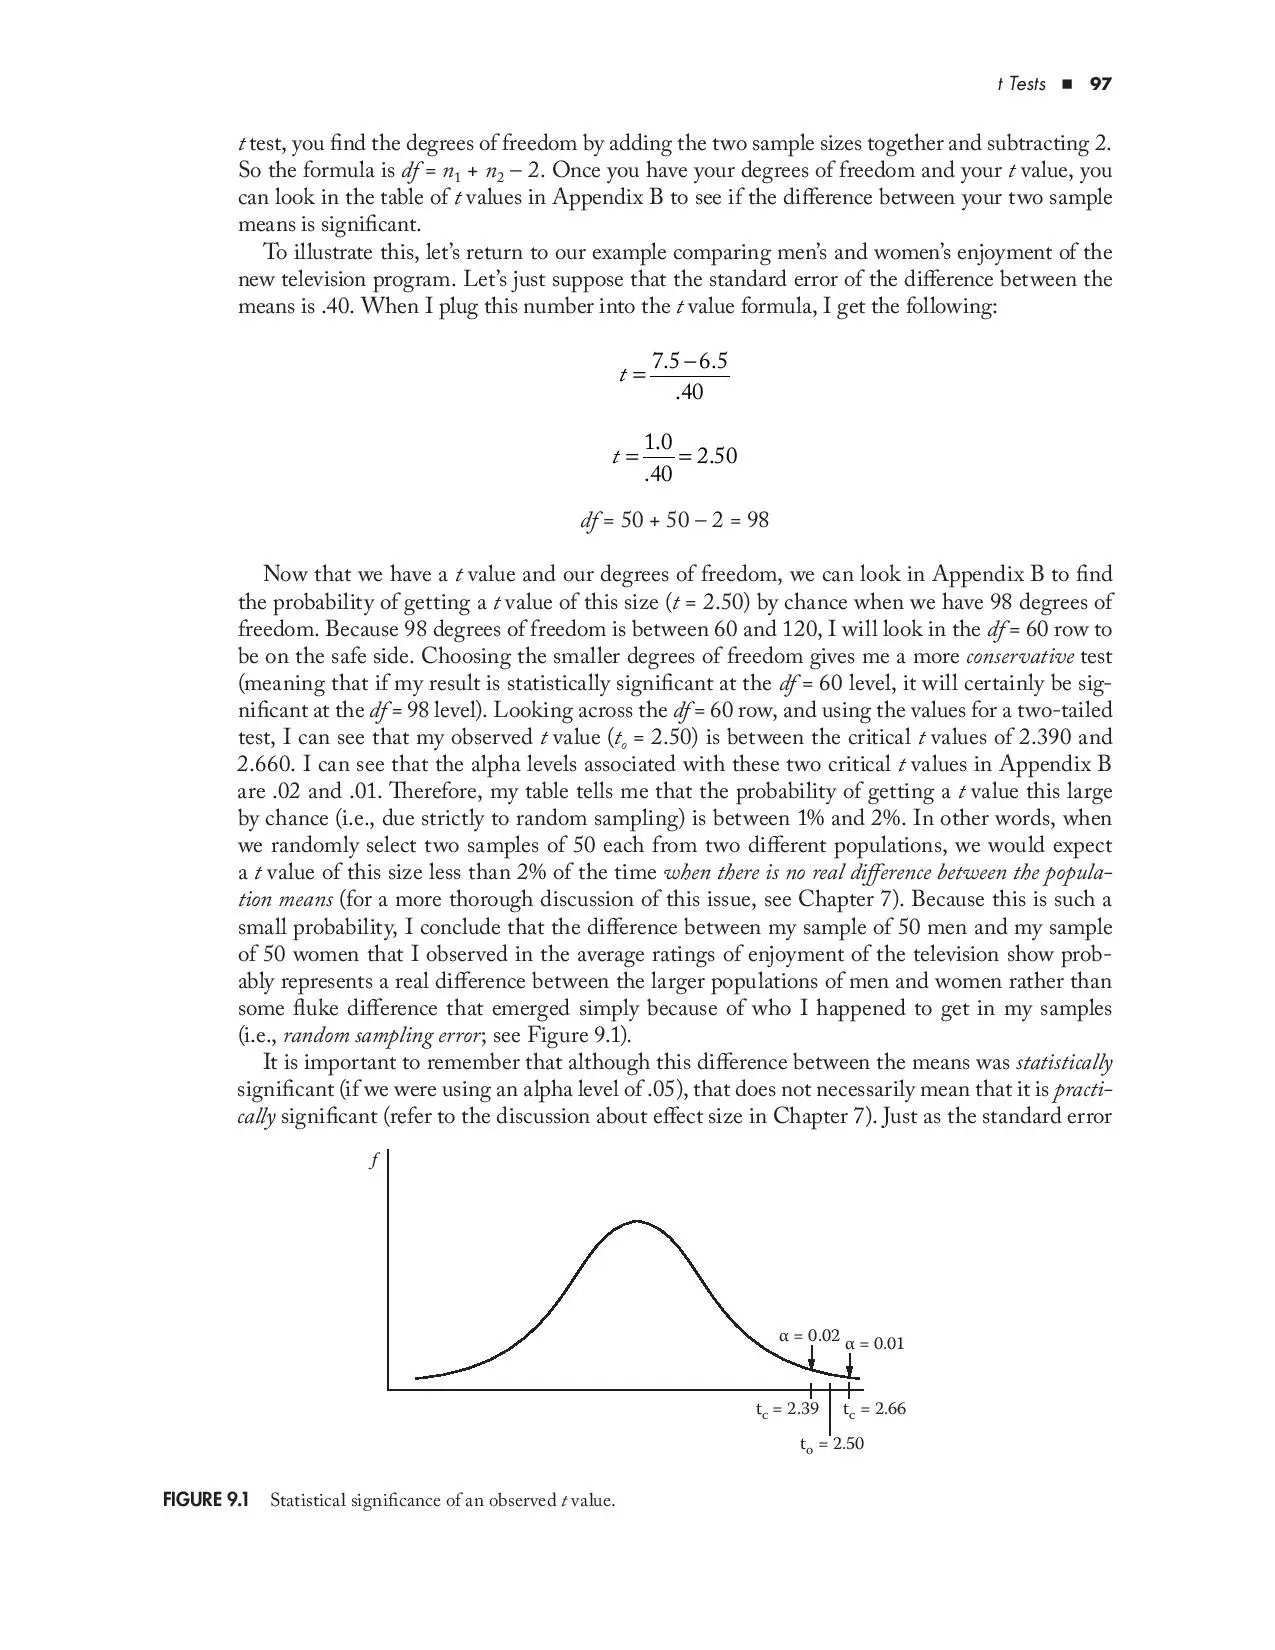 t Tests ■ 97
t test, you find the degrees of freedom by adding the two sample sizes together and subtracting 2.
So the formula is df = n₁ + n₂ – 2. Once you have your degrees of freedom and your t value, you
can look in the table of t values in Appendix B to see if the difference between your two sample
means is significant.
To illustrate this, let's return to our example comparing men's and women's enjoyment of the
new television program. Let's just suppose that the standard error of the difference between the
means is .40. When I plug this number into the t value formula, I get the following:
t = 7.5 – 6.5
.40
t = 1.0 = 2.50
.40
df = 50 + 50 – 2 = 98
Now that we have a t value and our degrees of freedom, we can look in Appendix B to find
the probability of getting a t value of this size (t = 2.50) by chance when we have 98 degrees of
freedom. Because 98 degrees of freedom is between 60 and 120, I will look in the df = 60 row to
be on the safe side. Choosing the smaller degrees of freedom gives me a more conservative test
(meaning that if my result is statistically significant at the df = 60 level, it will certainly be sig-
nificant at the df = 98 level). Looking across the df = 60 row, and using the values for a two-tailed
test, I can see that my observed t value (tₒ = 2.50) is between the critical t values of 2.390 and
2.660. I can see that the alpha levels associated with these two critical t values in Appendix B
are .02 and .01. Therefore, my table tells me that the probability of getting a t value this large
by chance (i.e., due strictly to random sampling) is between 1% and 2%. In other words, when
we randomly select two samples of 50 each from two different populations, we would expect
a t value of this size less than 2% of the time when there is no real difference between the popula-
tion means (for a more thorough discussion of this issue, see Chapter 7). Because this is such a
small probability, I conclude that the difference between my sample of 50 men and my sample
of 50 women that I observed in the average ratings of enjoyment of the television show prob-
ably represents a real difference between the larger populations of men and women rather than
some fluke difference that emerged simply because of who I happened to get in my samples
(i.e., random sampling error; see Figure 9.1).
It is important to remember that although this difference between the means was statistically
significant (if we were using an alpha level of .05), that does not necessarily mean that it is practi-
cally significant (refer to the discussion about effect size in Chapter 7). Just as the standard error
f
α = 0.02
α = 0.01
t_c = 2.39
t_c = 2.66
tₒ = 2.50
FIGURE 9.1 Statistical significance of an observed t value.